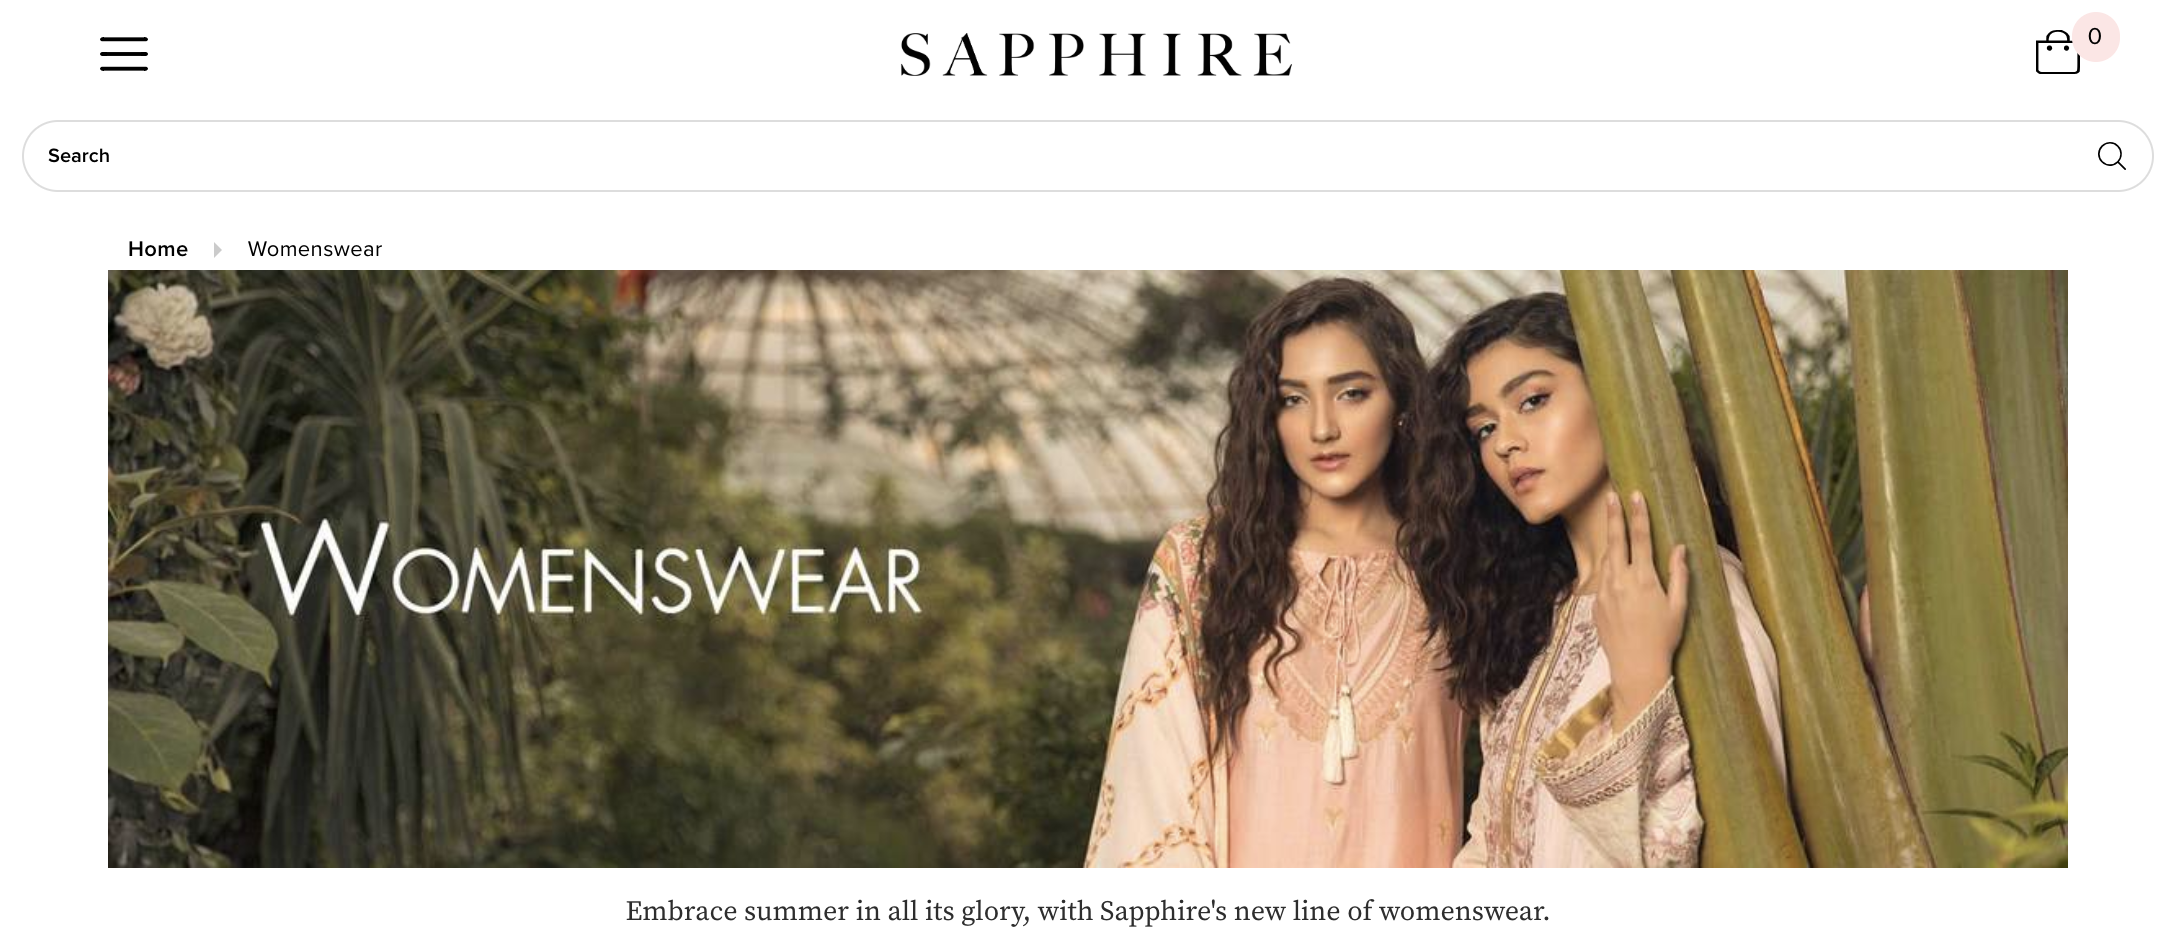 SAPPHIRE
0
Search
Home Womenswear
WOMENSWEAR
Embrace summer in all its glory, with Sapphire's new line of womenswear.